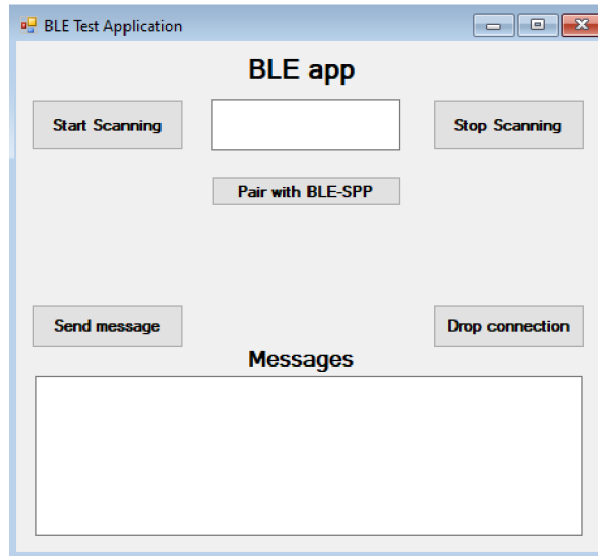 BLE Test Application
BLE app
Start Scanning
Stop Scanning
Pair with BLE-SPP
Send message
Drop connection
Messages